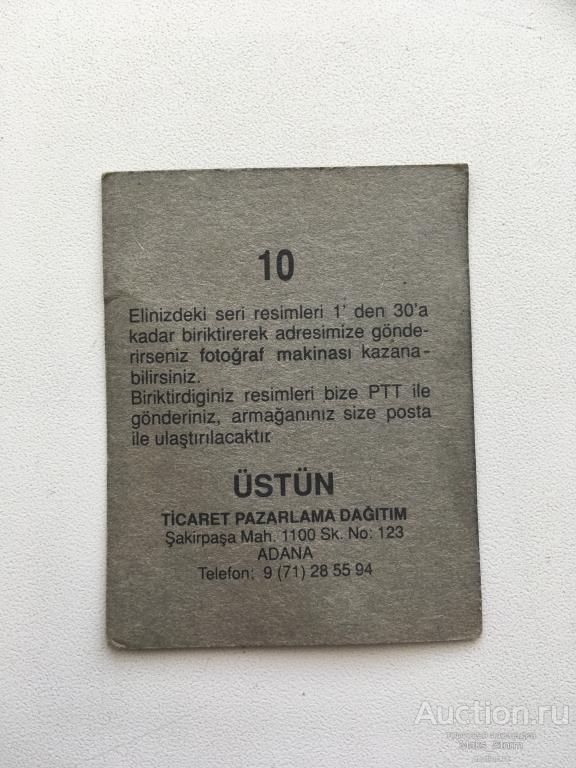 10
Elinizdeki seri resimleri 1' den 30'a
kadar biriktirerek adresimize gönde-
rirseniz fotoğraf makinası kazana-
bilirsiniz.
Biriktirdiginiz resimleri bize PTT ile
gönderiniz, armağanınız size posta
ile ulaştırılacaktır
ÜSTÜN
TİCARET PAZARLAMA DAĞITIM
Şakirpaşa Mah. 1100 Sk. No: 123
ADANA
Telefon: 9 (71) 28 55 94
Auction.ru